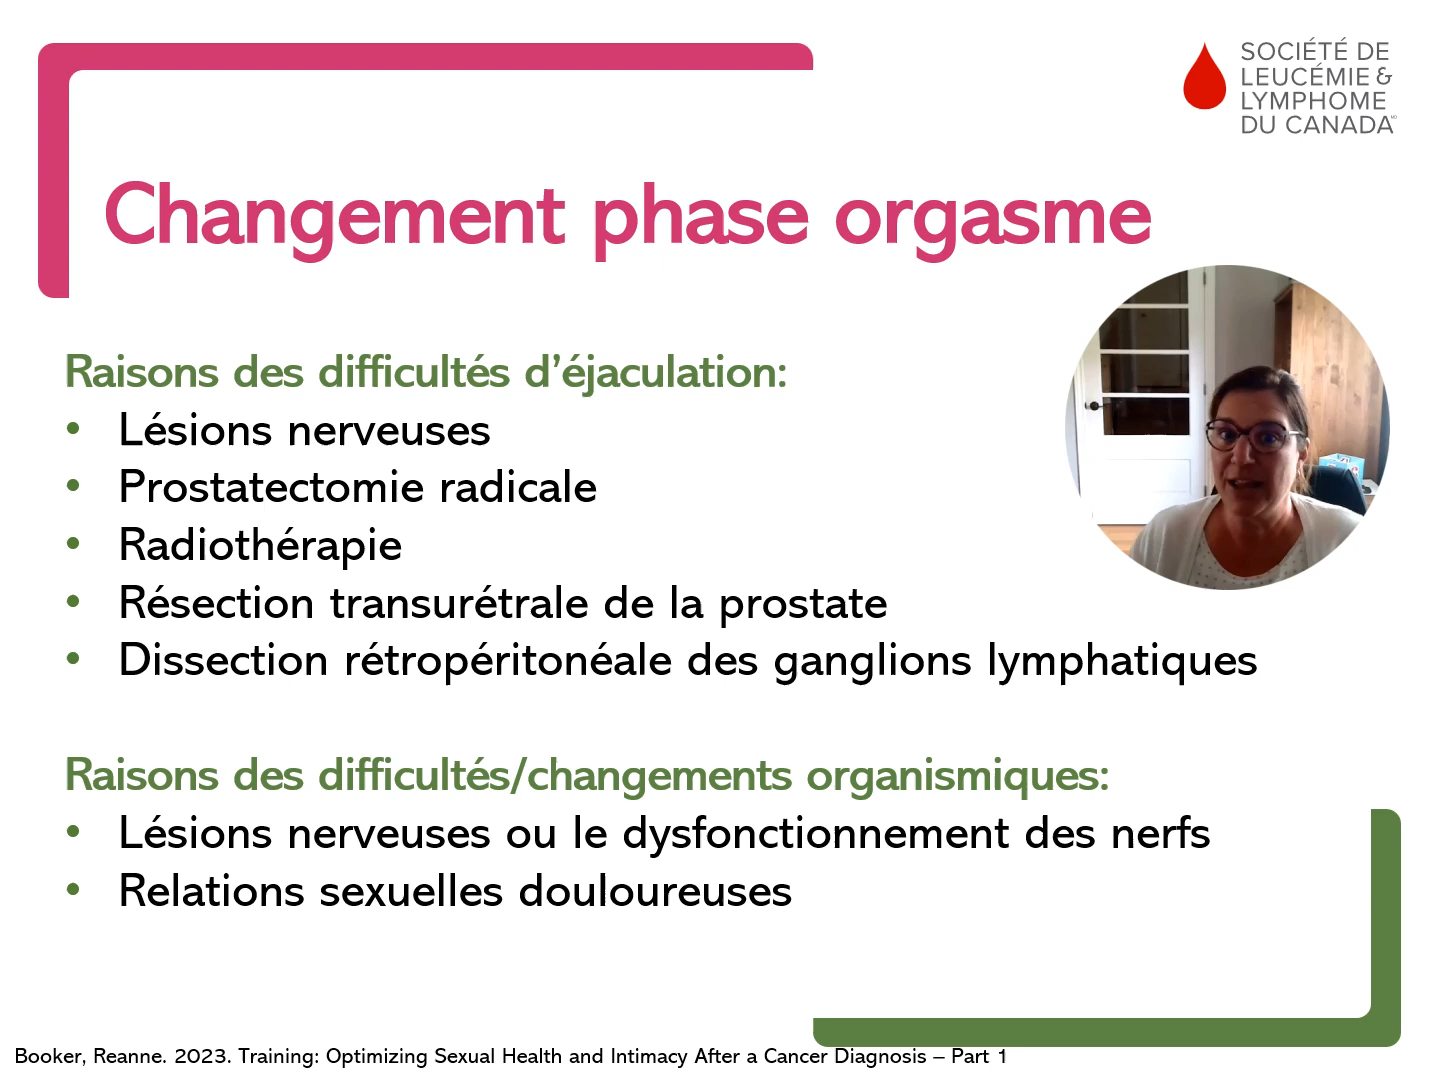 SOCIÉTÉ DE
LEUCÉMIE &
LYMPHOME
DU CANADA MD
Changement phase orgasme
Raisons des difficultés d’éjaculation:
• Lésions nerveuses
• Prostatectomie radicale
• Radiothérapie
• Résection transurétrale de la prostate
• Dissection rétropéritonéale des ganglions lymphatiques
Raisons des difficultés/changements organismiques:
• Lésions nerveuses ou le dysfonctionnement des nerfs
• Relations sexuelles douloureuses
Booker, Reanne. 2023. Training: Optimizing Sexual Health and Intimacy After a Cancer Diagnosis – Part 1